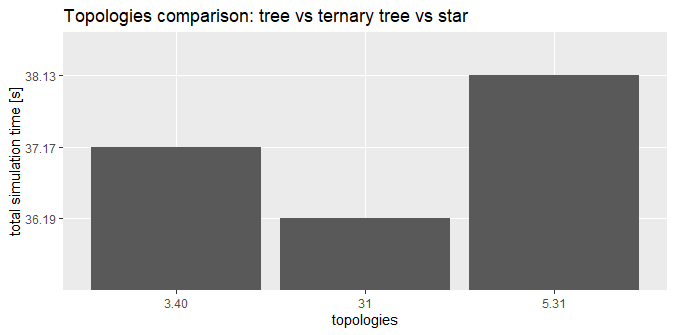 Topologies comparison: tree vs ternary tree vs star
total simulation time [s]
38.13
37.17
36.19
3.40 31 5.31
topologies